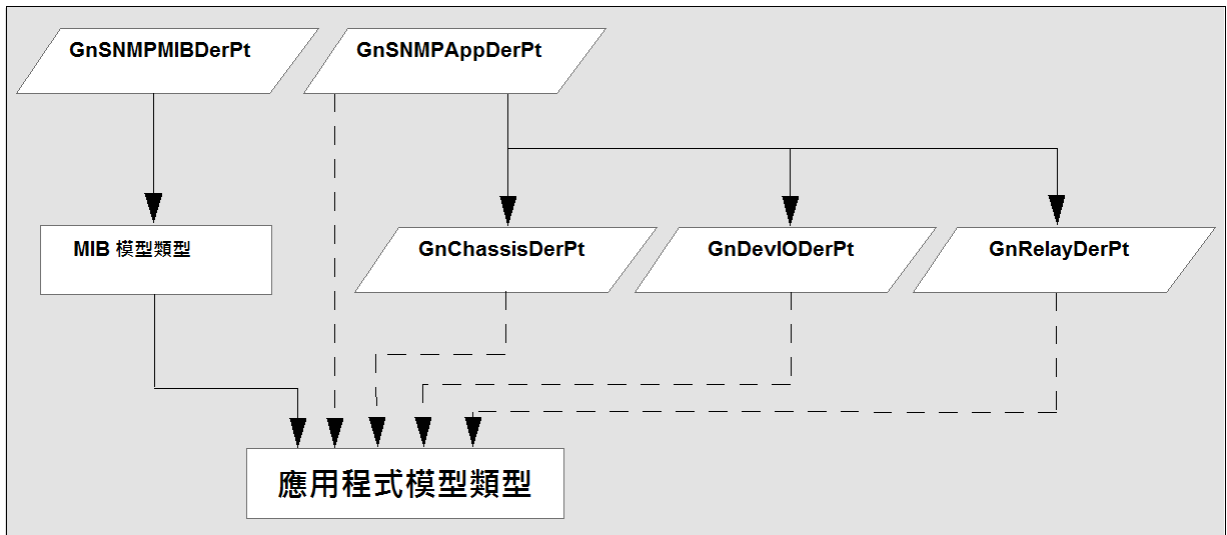 GnSNMPMIBDerPt
GnSNMPAppDerPt
MIB 模型類型
GnChassisDerPt
GnDevIODerPt
GnRelayDerPt
應用程式模型類型